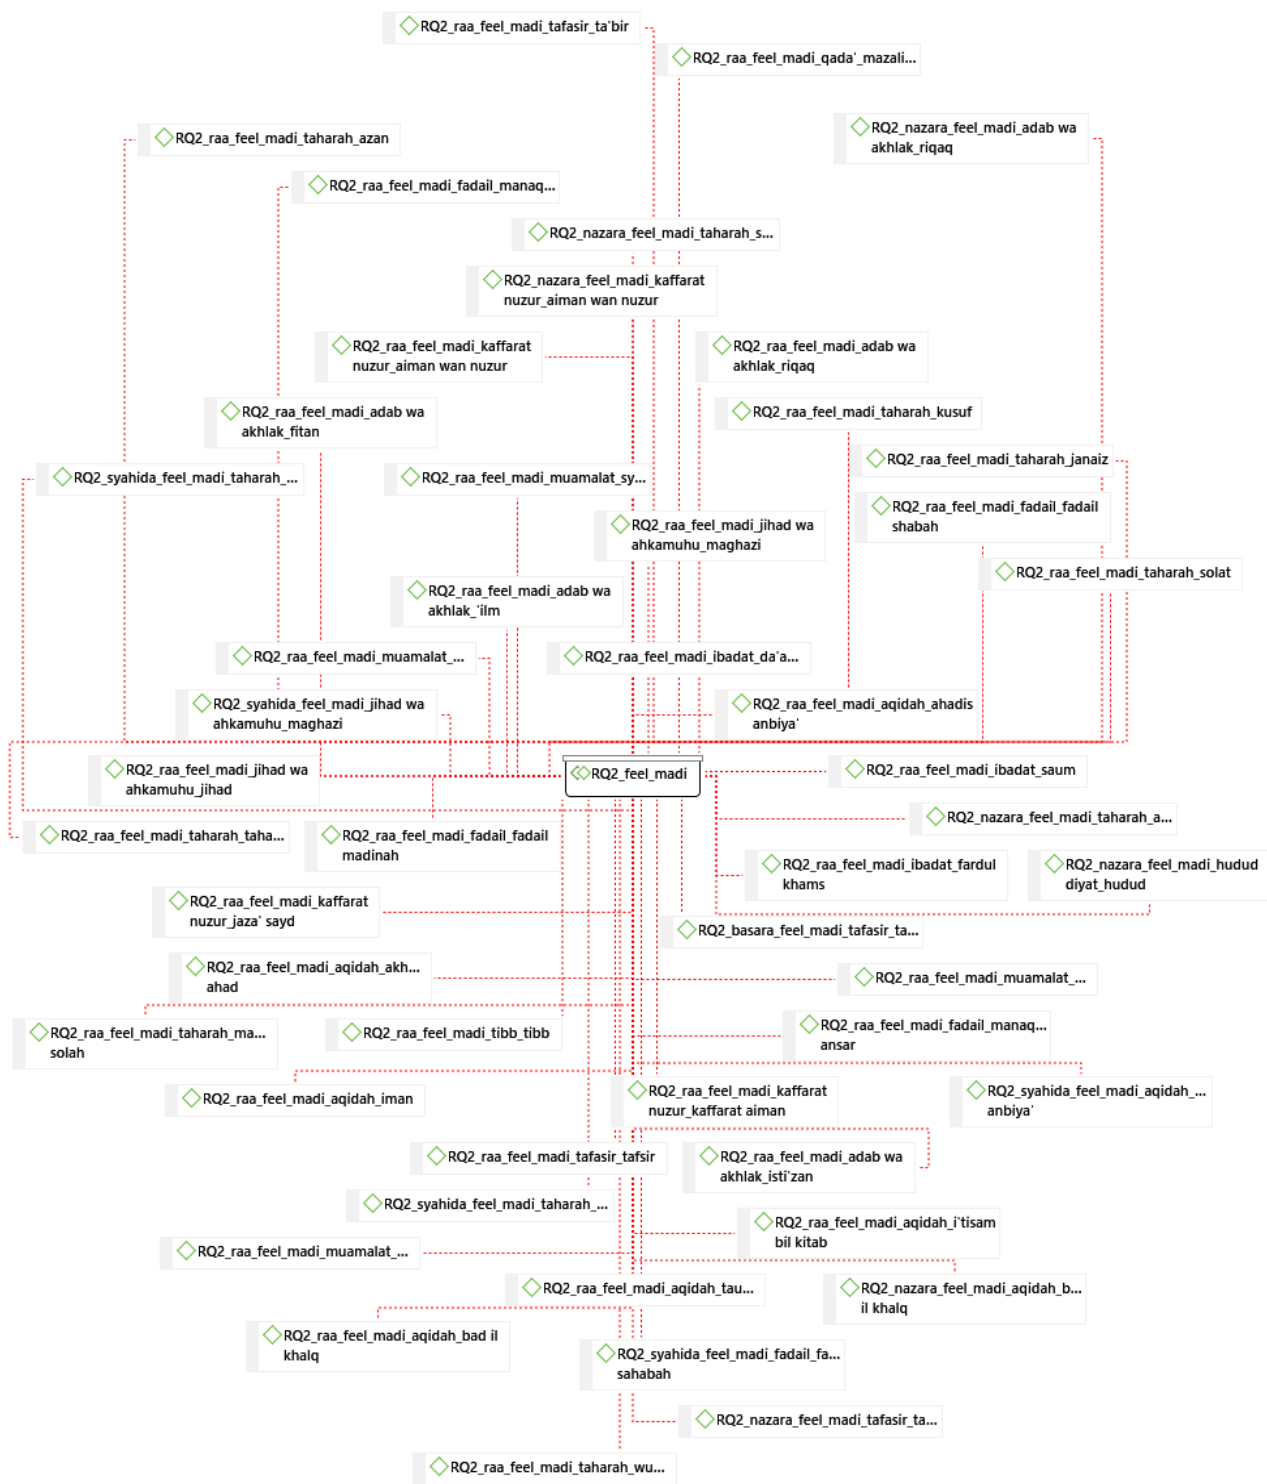 RQ2_raa_feel_madi_tafasir_ta'bir
RQ2_raa_feel_madi_qada'_mazali...
RQ2_nazara_feel_madi_adab wa
akhlak_riqaq
RQ2_raa_feel_madi_taharah_azan
RQ2_raa_feel_madi_fadail_manaq...
RQ2_nazara_feel_madi_taharah_s...
RQ2_nazara_feel_madi_kaffarat
nuzur_aiman wan nuzur
RQ2_raa_feel_madi_kaffarat
nuzur_aiman wan nuzur
RQ2_raa_feel_madi_adab wa
akhlak_riqaq
RQ2_raa_feel_madi_adab wa
akhlak_fitan
RQ2_raa_feel_madi_taharah_kusuf
RQ2_raa_feel_madi_taharah_janaiz
RQ2_syahida_feel_madi_taharah_...
RQ2_raa_feel_madi_muamalat_sy...
RQ2_raa_feel_madi_fadail_fadail
shabah
RQ2_raa_feel_madi_jihad wa
ahkamuhu_maghazi
RQ2_raa_feel_madi_taharah_solat
RQ2_raa_feel_madi_adab wa
akhlak_'ilm
RQ2_raa_feel_madi_muamalat_...
RQ2_raa_feel_madi_ibadat_da'a...
RQ2_syahida_feel_madi_jihad wa
ahkamuhu_maghazi
RQ2_raa_feel_madi_aqidah_ahadis
anbiya'
RQ2_raa_feel_madi_jihad wa
ahkamuhu_jihad
RQ2_feel_madi
RQ2_raa_feel_madi_ibadat_saum
RQ2_nazara_feel_madi_taharah_a...
RQ2_raa_feel_madi_taharah_taha...
RQ2_raa_feel_madi_fadail_fadail
madinah
RQ2_raa_feel_madi_ibadat_fardul
khams
RQ2_nazara_feel_madi_hudud
diyat_hudud
RQ2_raa_feel_madi_kaffarat
nuzur_jaza' sayd
RQ2_basara_feel_madi_tafasir_ta...
RQ2_raa_feel_madi_aqidah_akh...
ahad
RQ2_raa_feel_madi_muamalat_...
RQ2_raa_feel_madi_taharah_ma...
solah
RQ2_raa_feel_madi_tibb_tibb
RQ2_raa_feel_madi_fadail_manaq...
ansar
RQ2_raa_feel_madi_aqidah_iman
RQ2_raa_feel_madi_kaffarat
nuzur_kaffarat aiman
RQ2_syahida_feel_madi_aqidah_...
anbiya'
RQ2_raa_feel_madi_tafasir_tafsir
RQ2_raa_feel_madi_adab wa
akhlak_isti'zan
RQ2_syahida_feel_madi_taharah_...
RQ2_raa_feel_madi_aqidah_i'tisam
bil kitab
RQ2_raa_feel_madi_muamalat_...
RQ2_raa_feel_madi_aqidah_tau...
RQ2_nazara_feel_madi_aqidah_b...
il khalq
RQ2_raa_feel_madi_aqidah_bad il
khalq
RQ2_syahida_feel_madi_fadail_fa...
sahabah
RQ2_nazara_feel_madi_tafasir_ta...
RQ2_raa_feel_madi_taharah_wu...